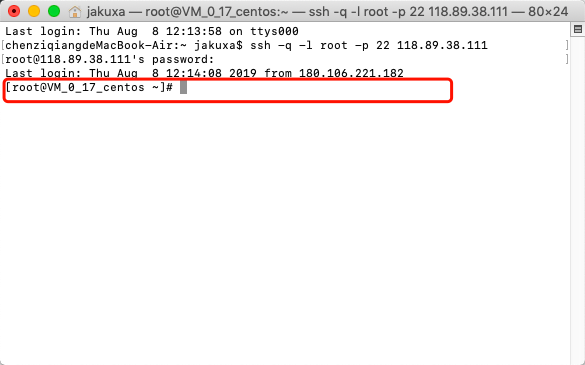 jakuxa — root@VM_0_17_centos:~ — ssh -q -l root -p 22 118.89.38.111 — 80×24
Last login: Thu Aug  8 12:13:58 on ttys000
[chenziqiangdeMacBook-Air:~ jakuxa$ ssh -q -l root -p 22 118.89.38.111 ]
[root@118.89.38.111's password: ]
Last login: Thu Aug  8 12:14:08 2019 from 180.106.221.182
[root@VM_0_17_centos ~]#